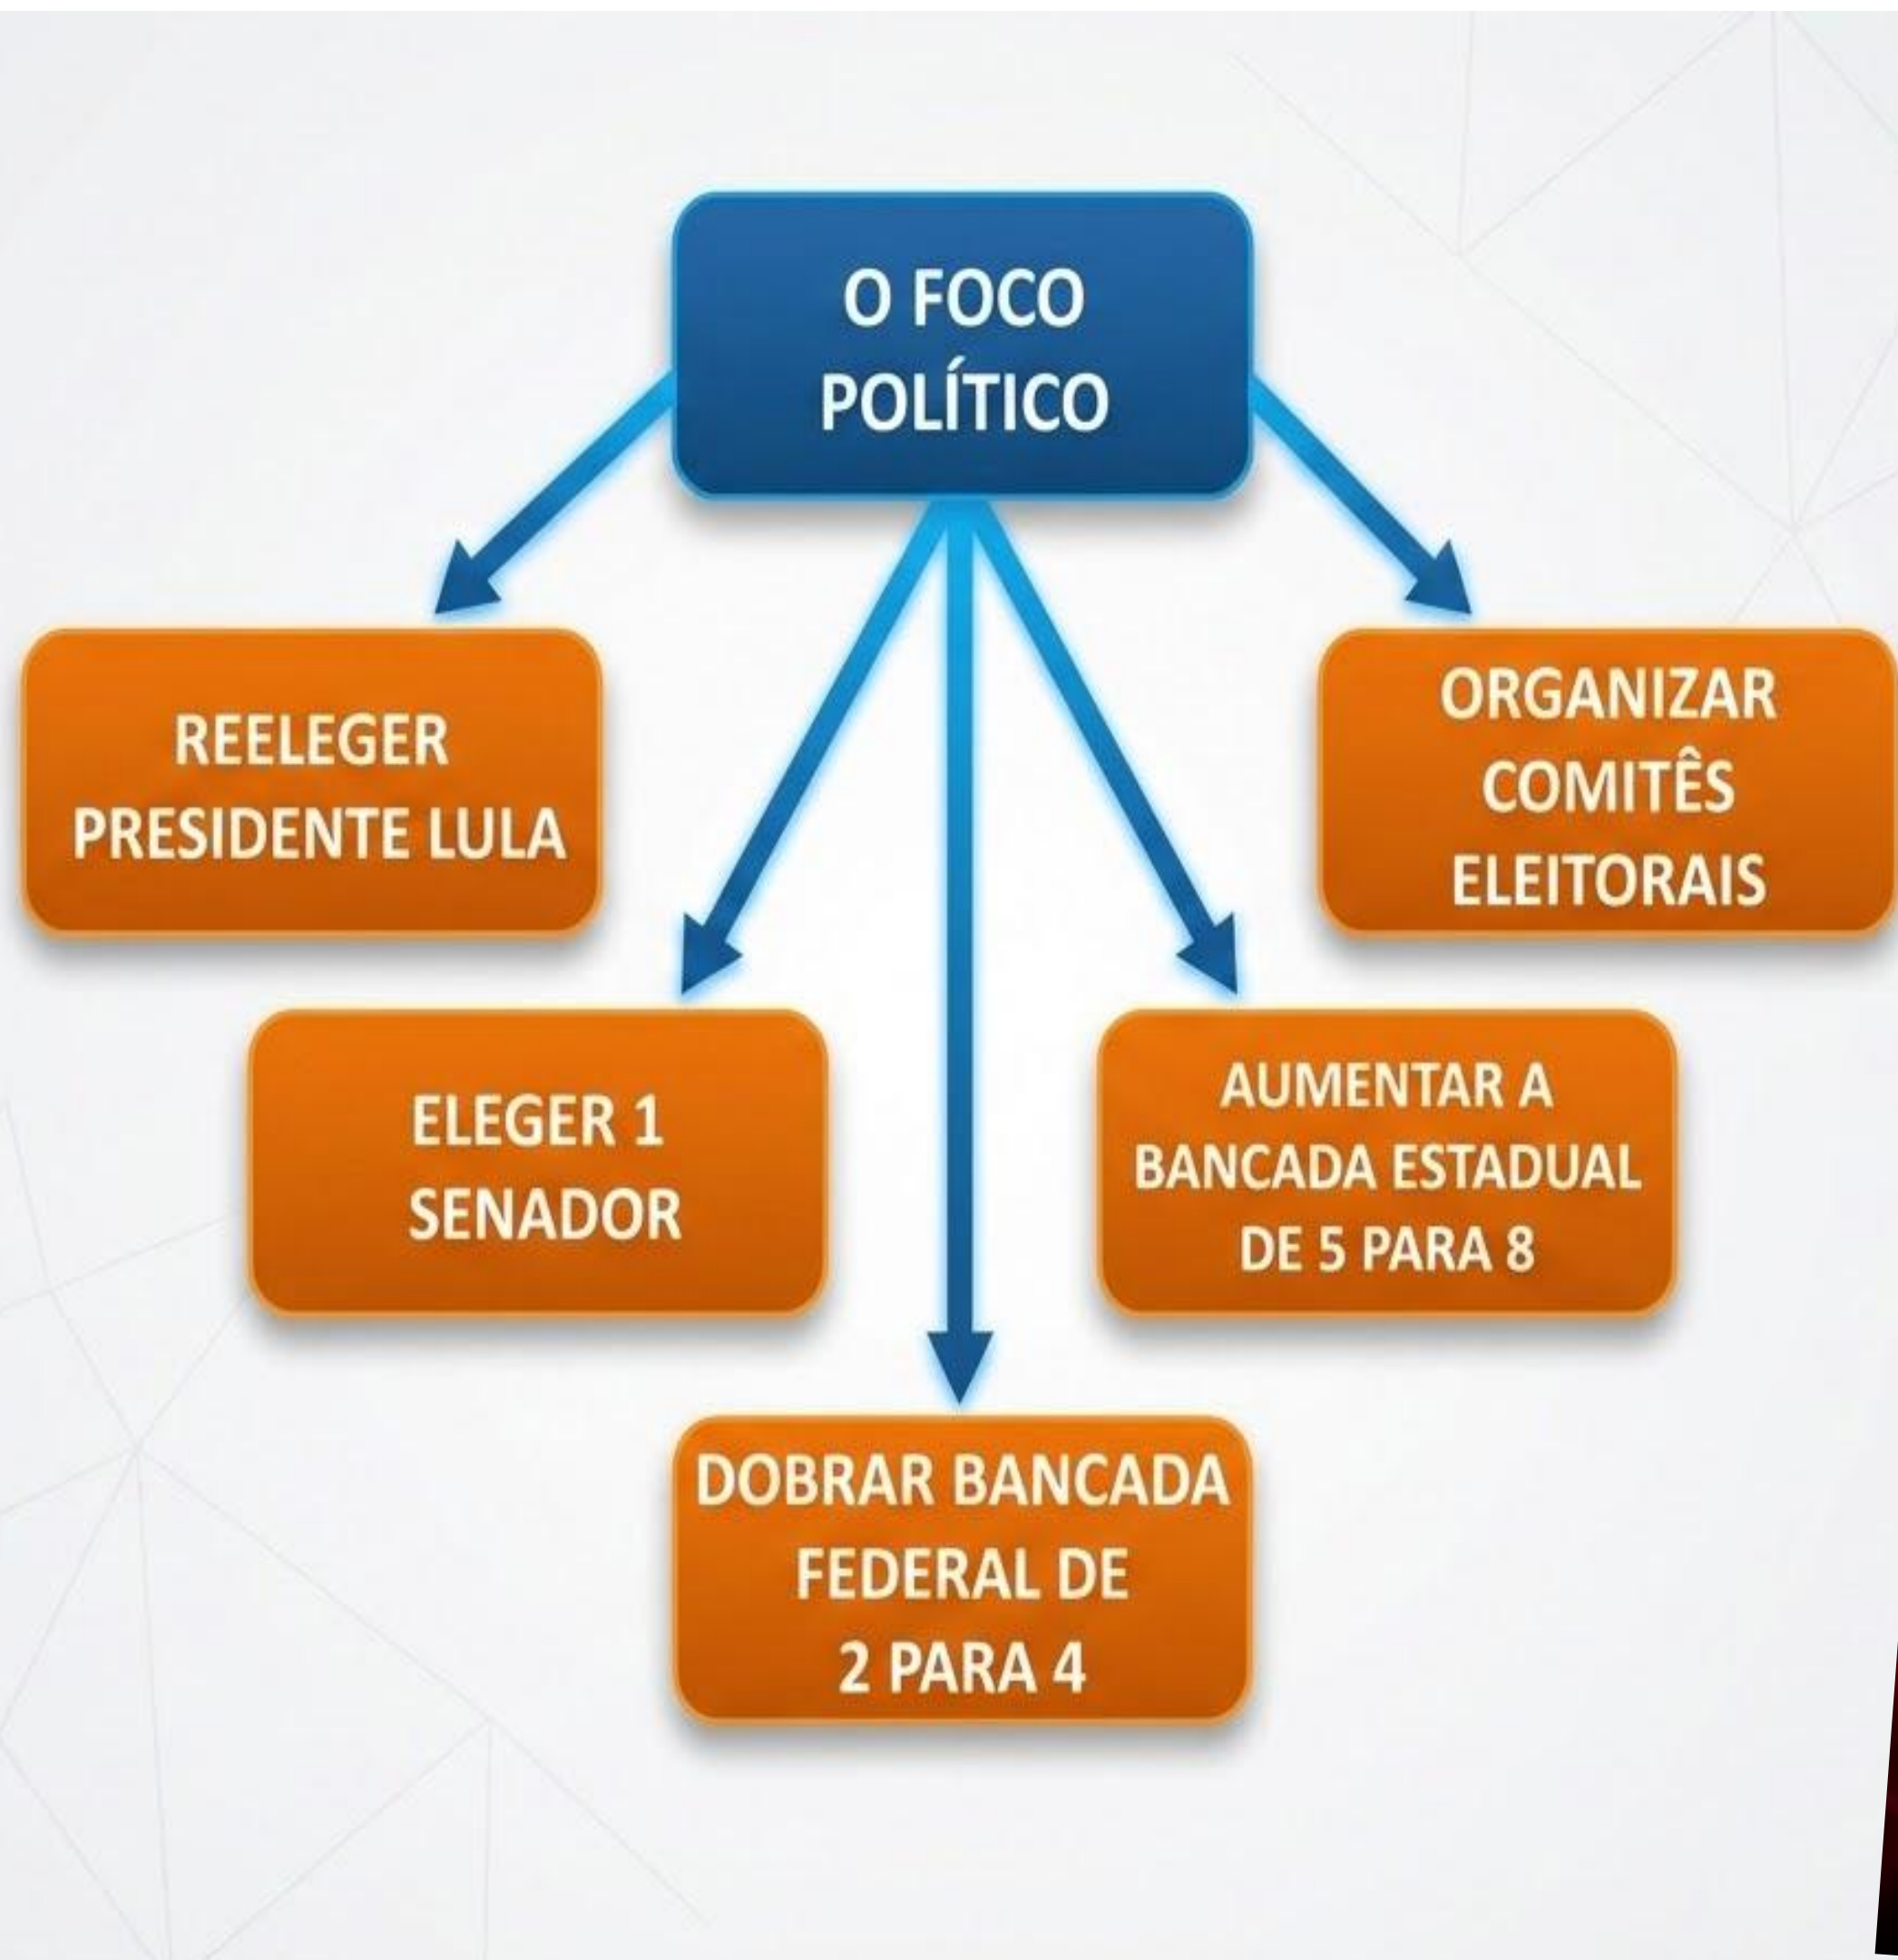 O FOCO
POLÍTICO
REELEGER
PRESIDENTE LULA
ORGANIZAR
COMITÊS
ELEITORAIS
ELEGER 1
SENADOR
AUMENTAR A
BANCADA ESTADUAL
DE 5 PARA 8
DOBRAR BANCADA
FEDERAL DE
2 PARA 4